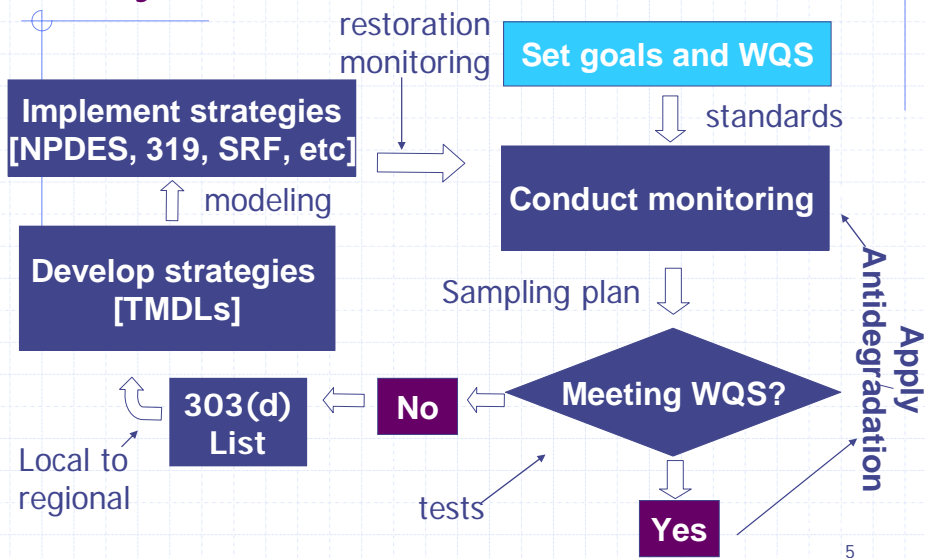 restoration
monitoring
Set goals and WQS
standards
Implement strategies
[NPDES, 319, SRF, etc]
Conduct monitoring
modeling
Develop strategies
[TMDLs]
Sampling plan
Apply
Antidegradation
Meeting WQS?
No
303(d)
List
Local to
regional
tests
Yes
5